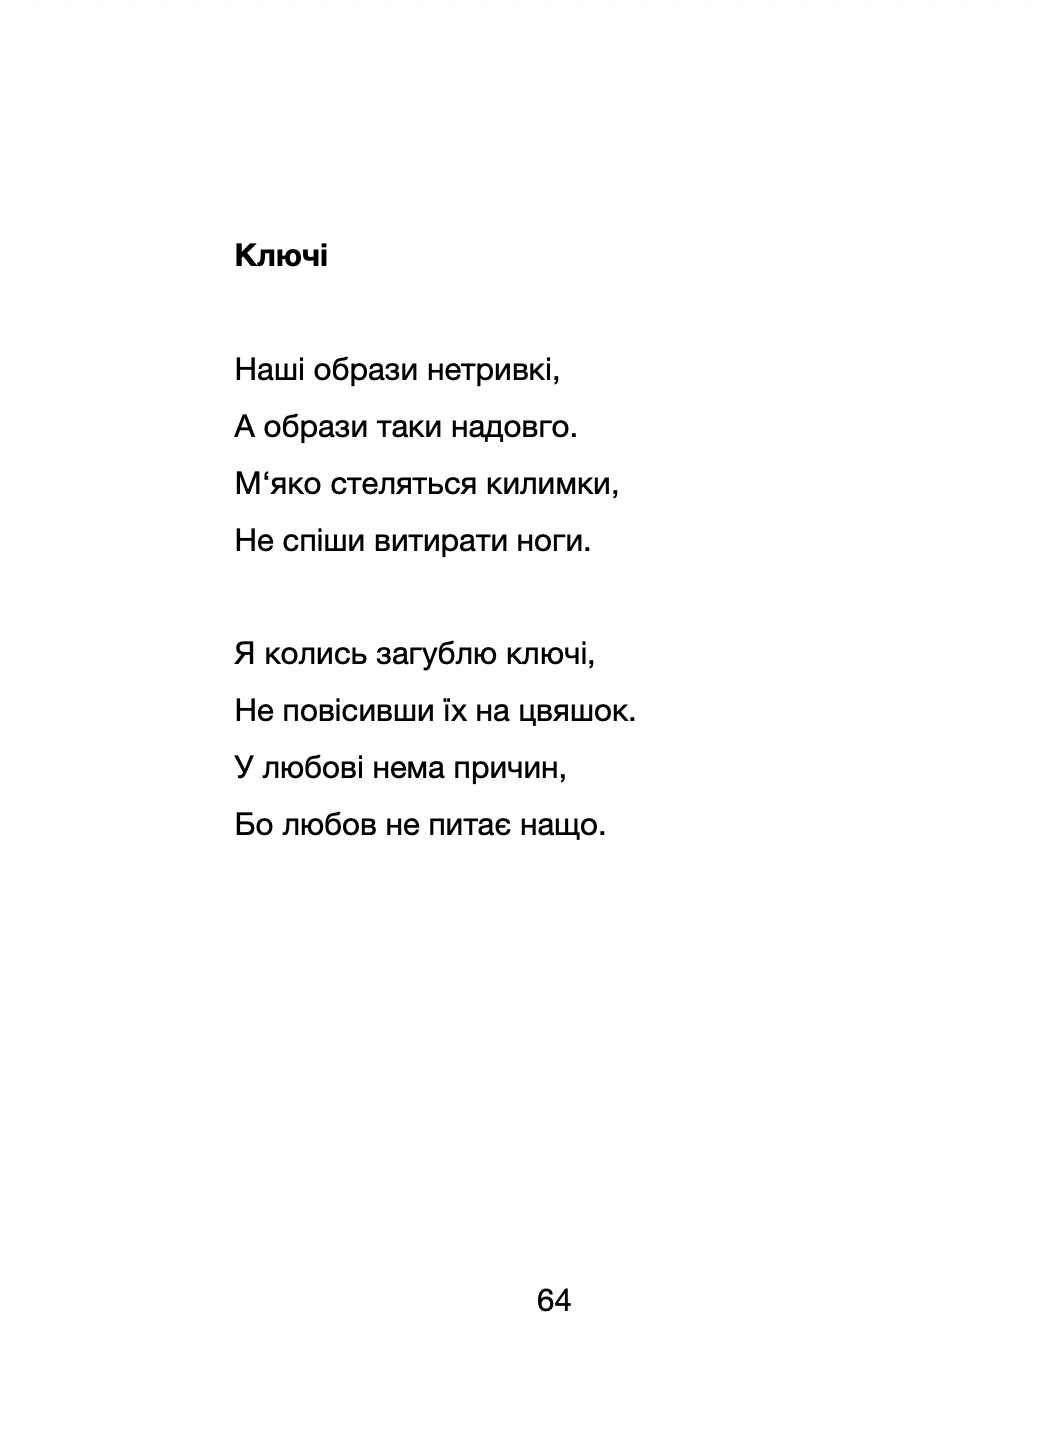 Ключі
Наші образи нетривкі,
А образи таки надовго.
М‘яко стеляться килимки,
Не спіши витирати ноги.
Я колись загублю ключі,
Не повісивши їх на цвяшок.
У любові нема причин,
Бо любов не питає нащо.
64